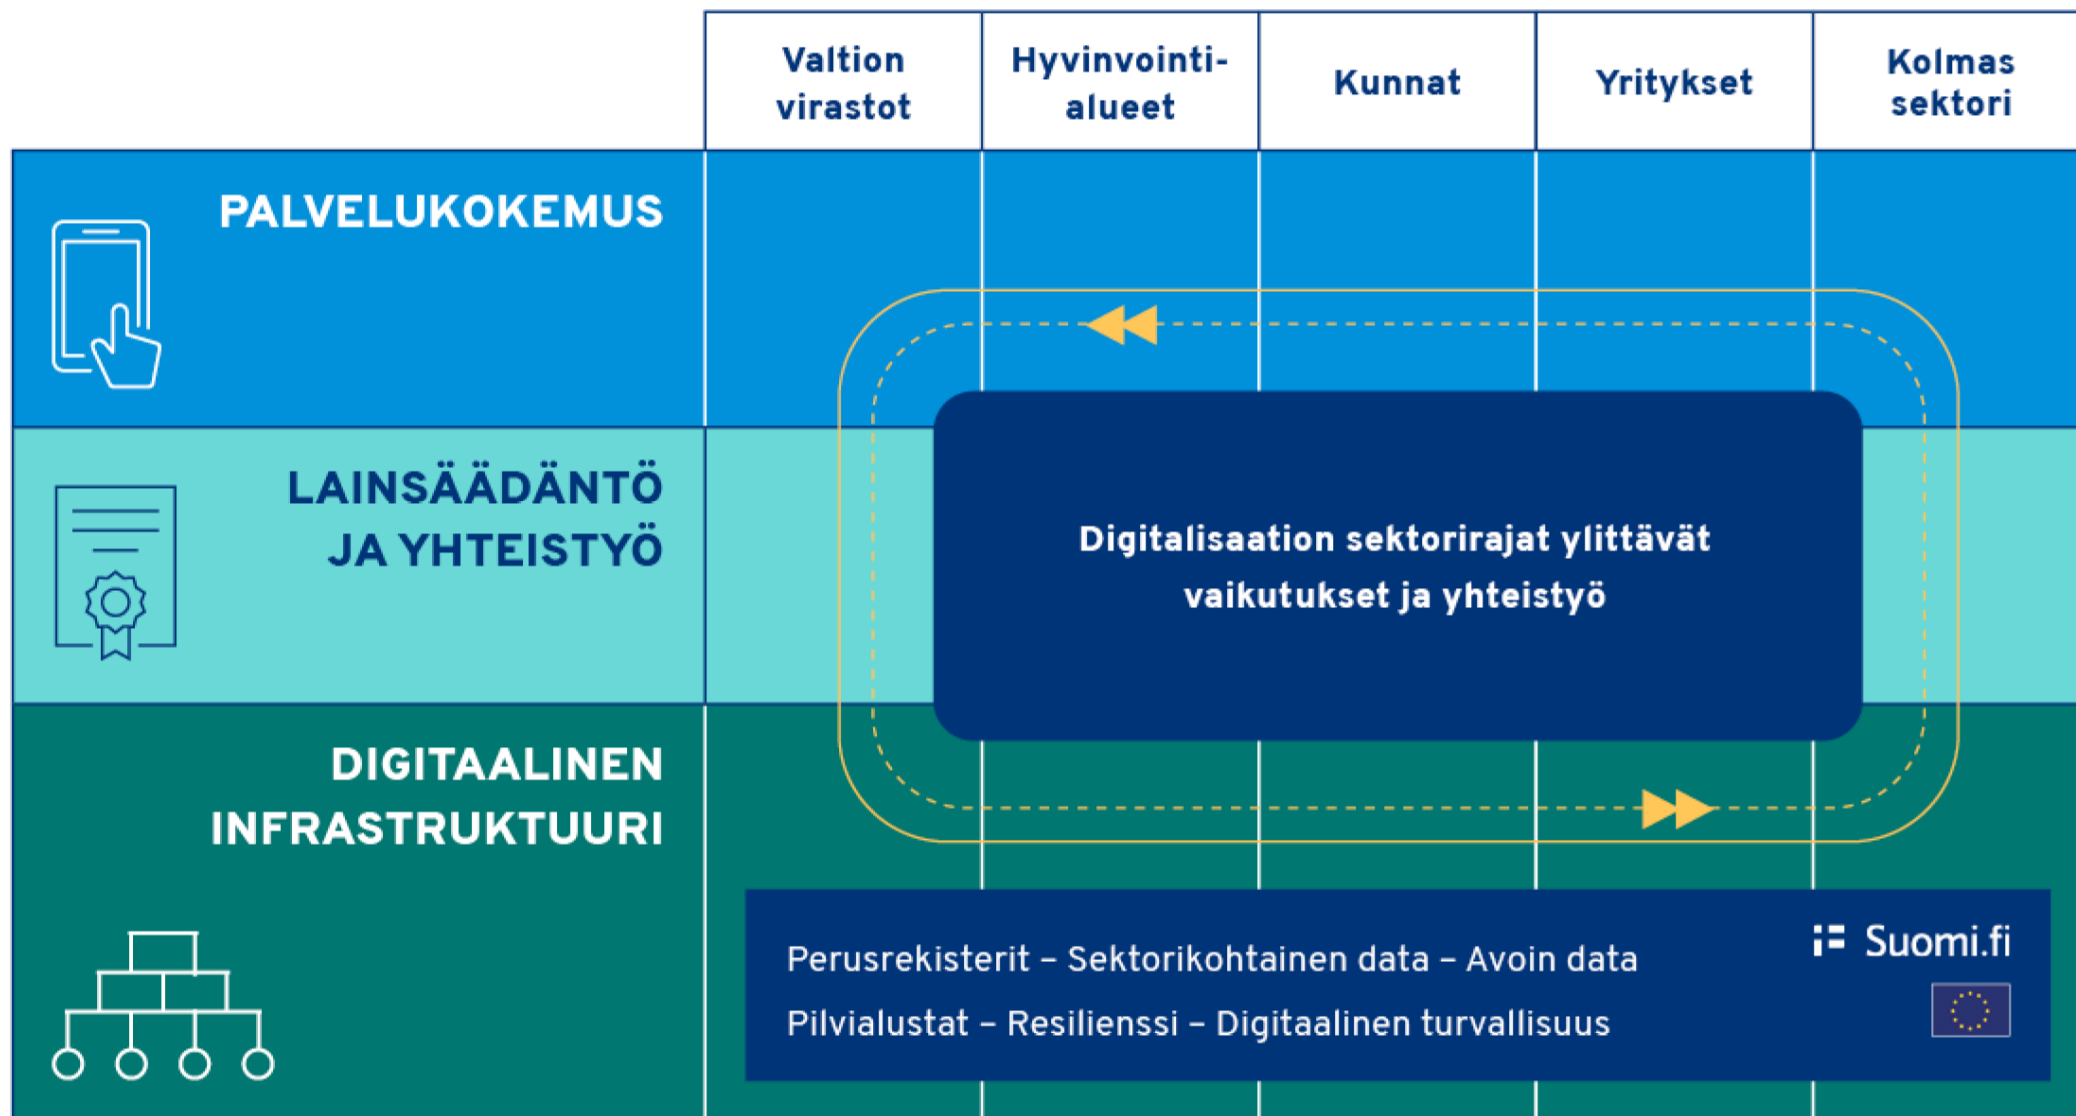 Valtion
virastot
Hyvinvointi-
alueet
Kunnat
Yritykset
Kolmas
sektori
PALVELUKOKEMUS
LAINSÄÄDÄNTÖ
JA YHTEISTYÖ
Digitalisaation sektorirajat ylittävät
vaikutukset ja yhteistyö
DIGITAALINEN
INFRASTRUKTUURI
Perusrekisterit – Sektorikohtainen data – Avoin data
Pilvialustat – Resilienssi – Digitaalinen turvallisuus
Suomi.fi